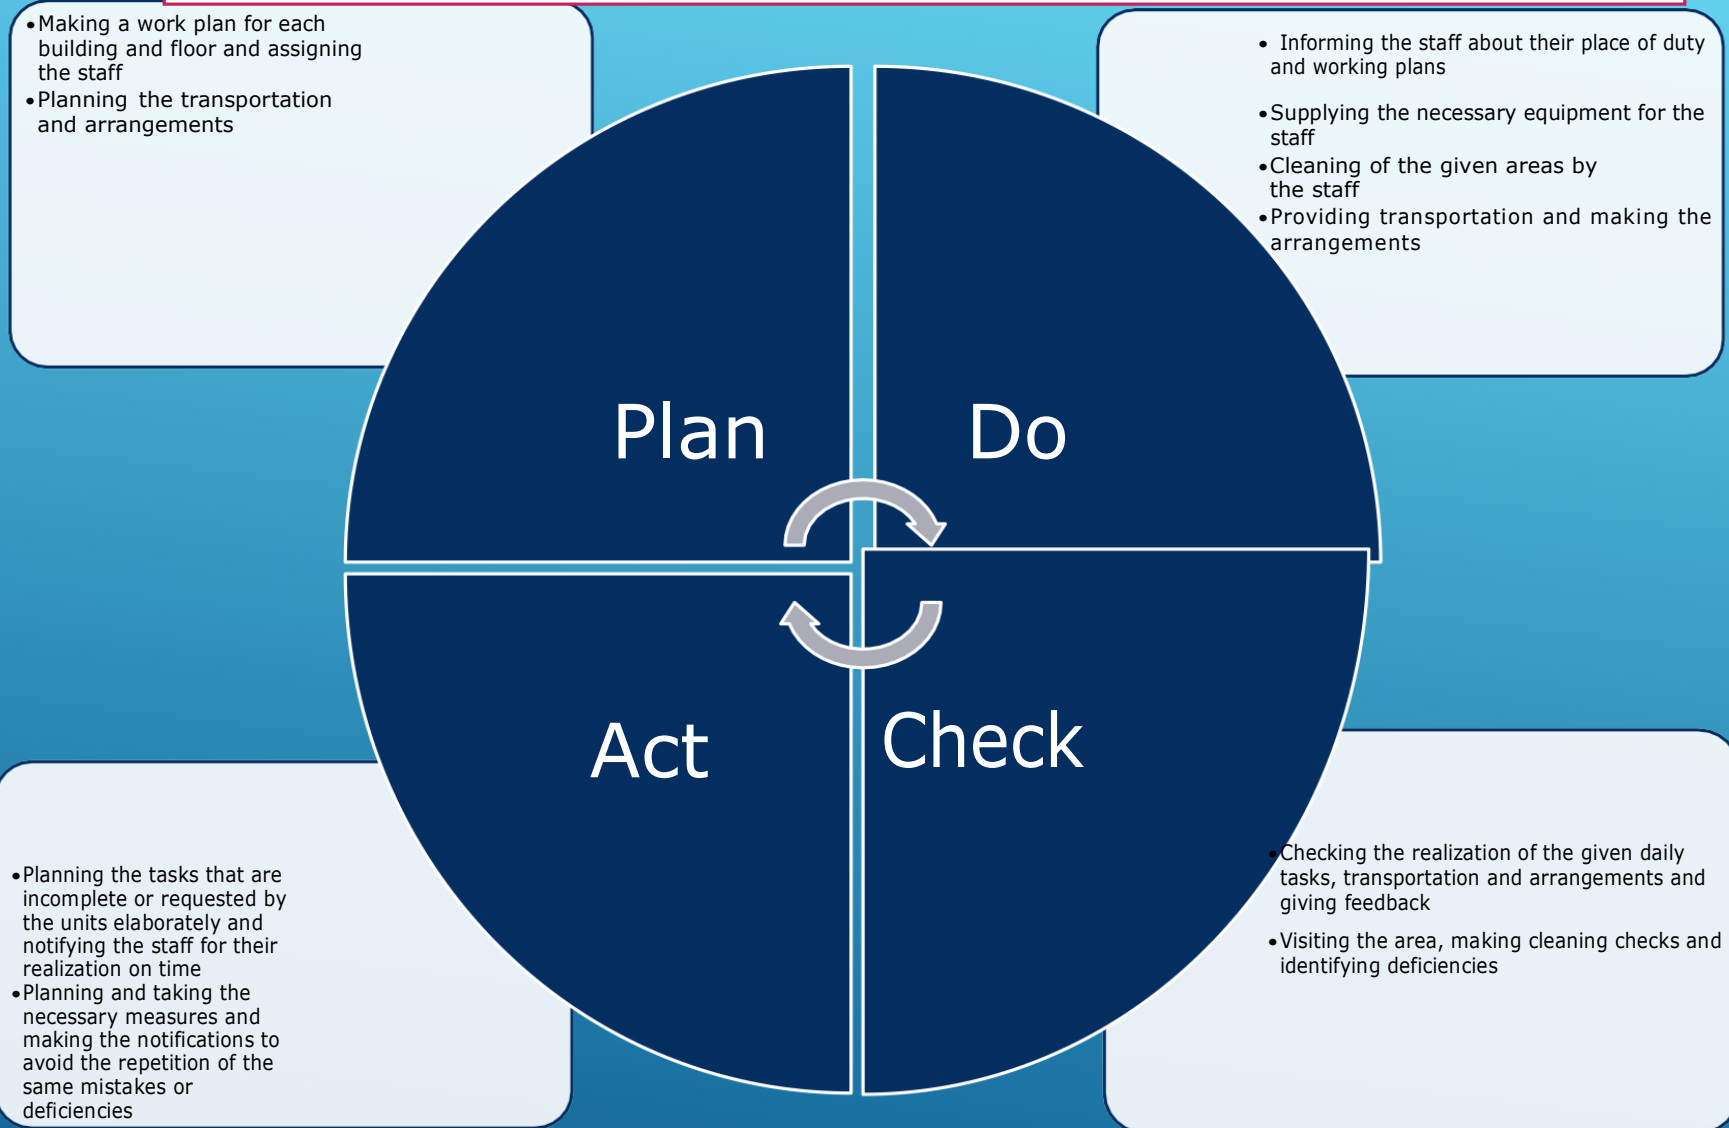 •Making a work plan for each
building and floor and assigning
the staff
•Planning the transportation
and arrangements
• Informing the staff about their place of duty
and working plans
•Supplying the necessary equipment for the
staff
•Cleaning of the given areas by
the staff
•Providing transportation and making the
arrangements
Plan
Do
Act
Check
•Planning the tasks that are
incomplete or requested by
the units elaborately and
notifying the staff for their
realization on time
•Planning and taking the
necessary measures and
making the notifications to
avoid the repetition of the
same mistakes or
deficiencies
•Checking the realization of the given daily
tasks, transportation and arrangements and
giving feedback
•Visiting the area, making cleaning checks and
identifying deficiencies